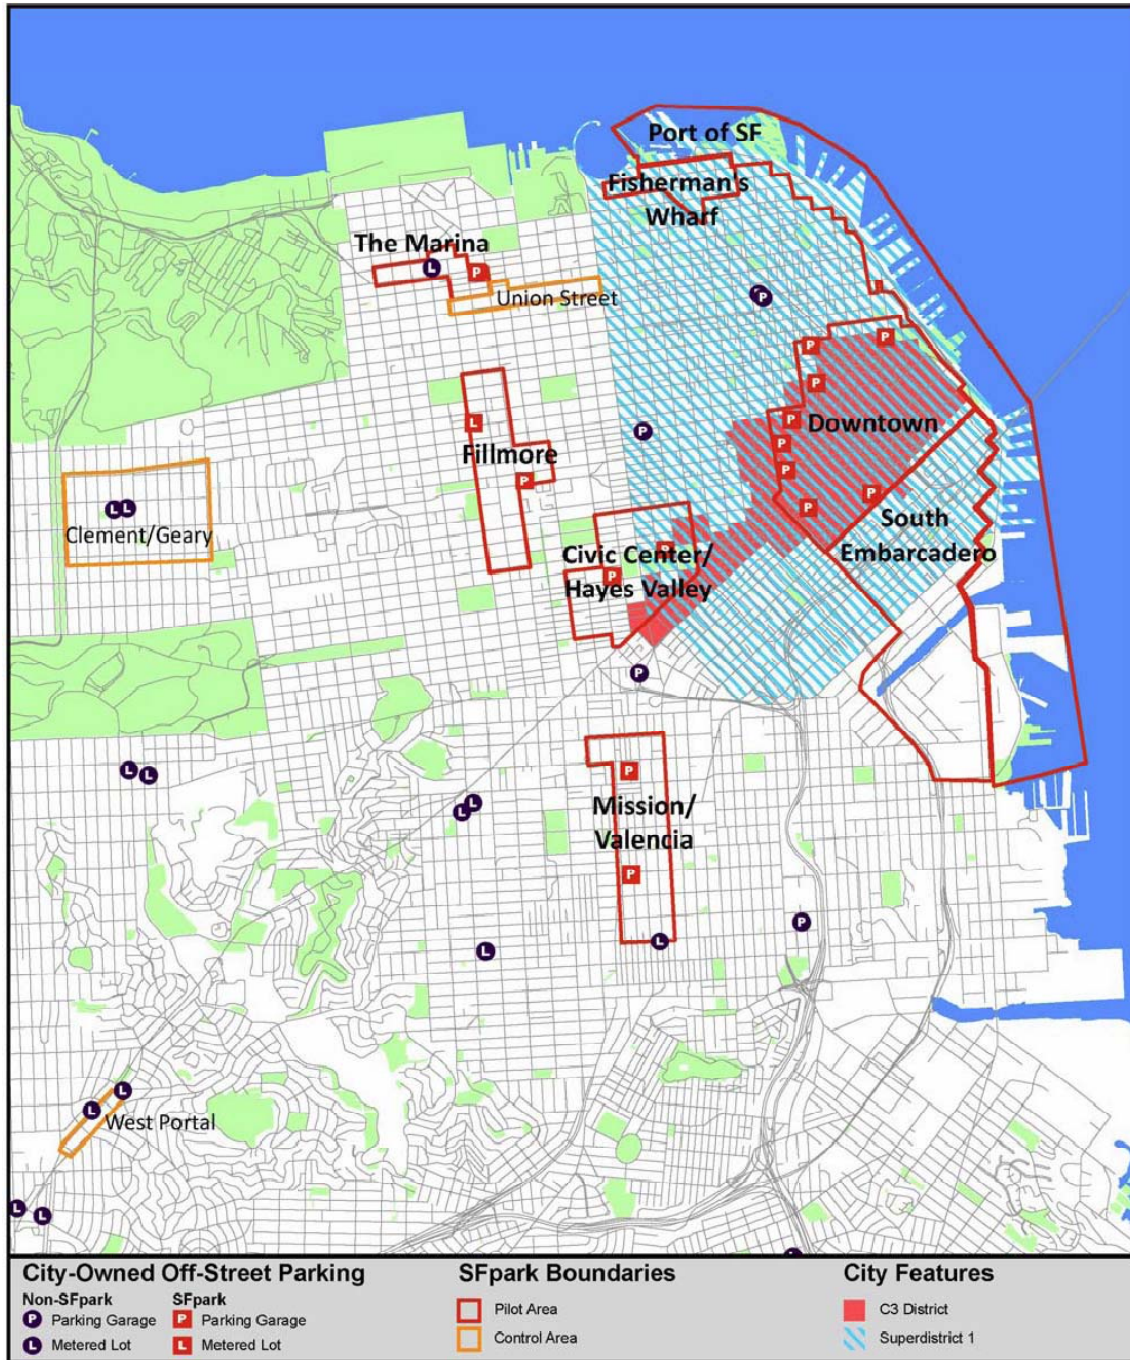 Port of SF
Fisherman's
Wharf
The Marina
L
P
Union Street
P
P
P
P
L
P
Downtown
P
Fillmore
P
P
P
P
L L
Clement/Geary
South
Embarcadero
Civic Center/
P
Hayes Valley
P
L
L
P
Mission/
Valencia
L
L
P
P
L
L
L
L
West Portal
L
L
City-Owned Off-Street Parking
Non-SFpark
P Parking Garage
L Metered Lot
SFpark
P Parking Garage
L Metered Lot
SFpark Boundaries
Pilot Area
Control Area
City Features
C3 District
Superdistrict 1